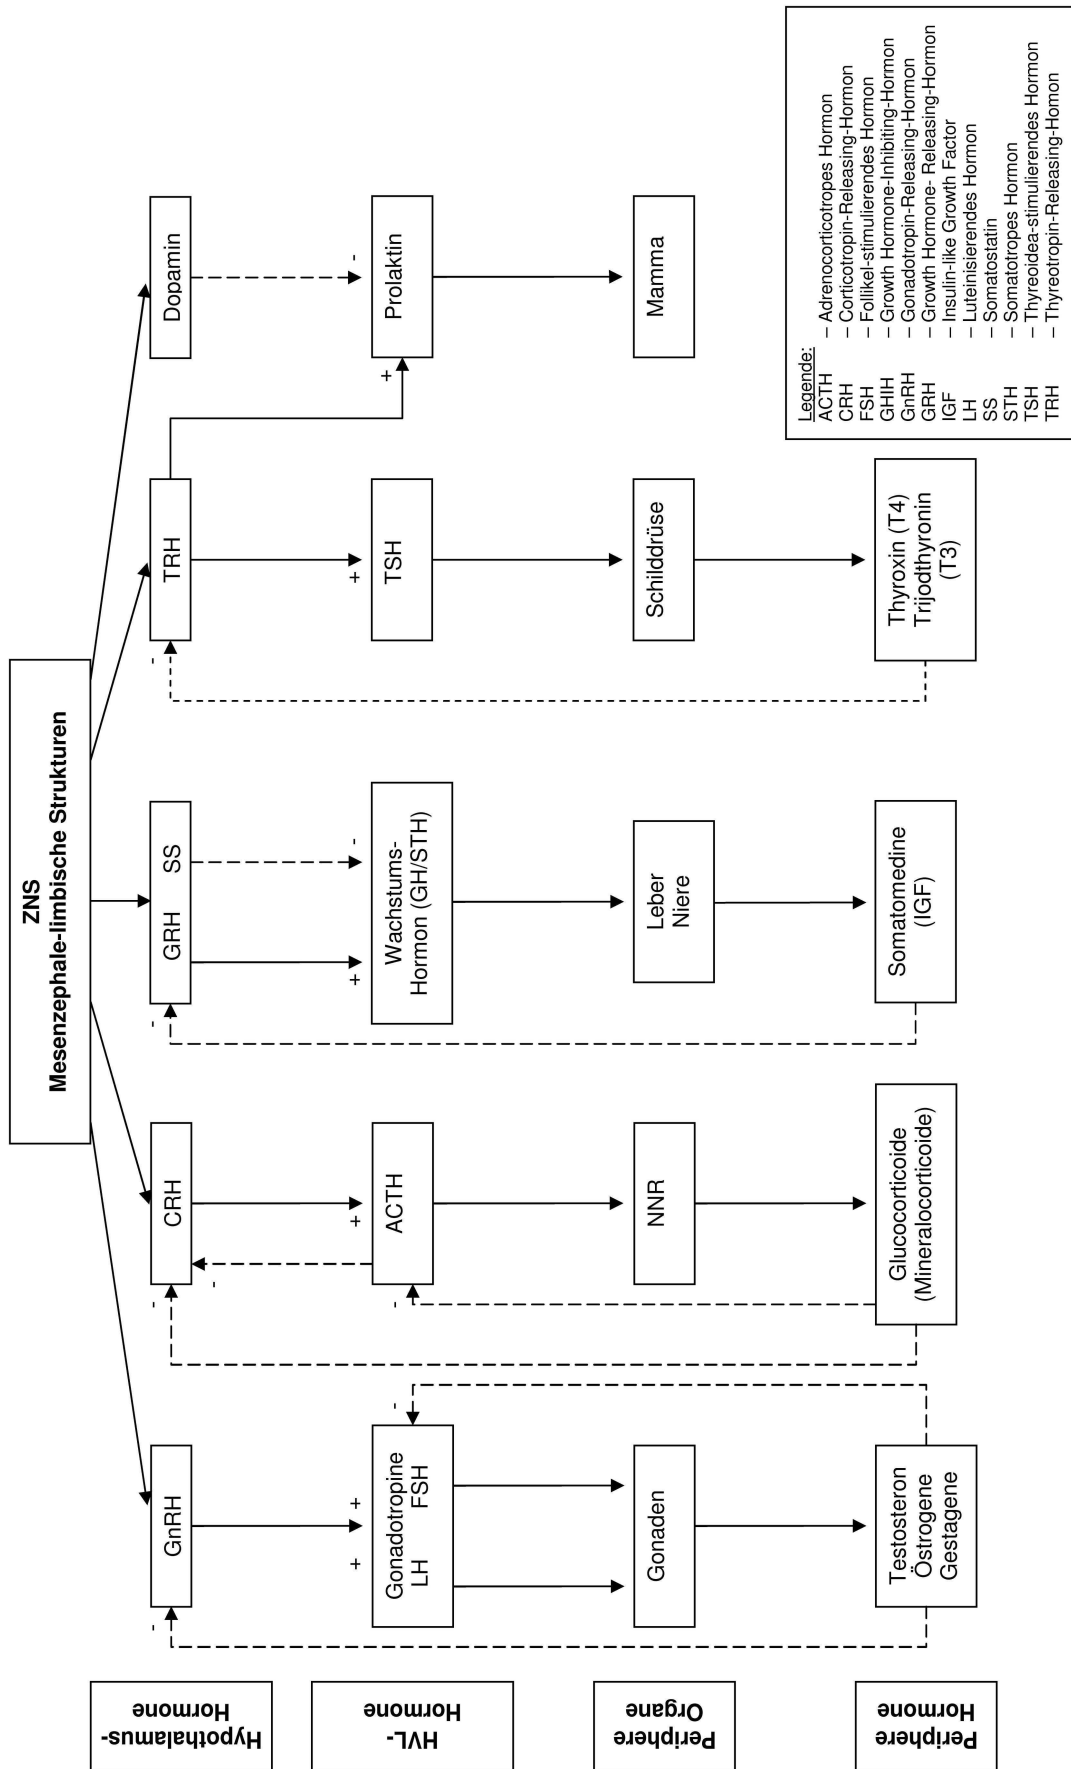 ZNS
Mesenzephale-limbische Strukturen
Hypothalamus-
Hormone
GnRH
CRH
GRH SS
TRH
Dopamin
-
-
-
-
-
+ +
+
+
-
+
+
-
HVL-
Hormone
Gonadotropine
LH FSH
-
ACTH
-
Wachstums-
Hormon (GH/STH)
TSH
Prolaktin
Periphere
Organe
Gonaden
NNR
Leber
Niere
Schilddrüse
Mamma
Periphere
Hormone
Testosteron
Östrogene
Gestagene
Glucocorticoide
(Mineralocorticoide)
Somatomedine
(IGF)
Thyroxin (T4)
Trijodthyronin
(T3)
Legende:
ACTH – Adrenocorticotropes Hormon
CRH – Corticotropin-Releasing-Hormon
FSH – Follikel-stimulierendes Hormon
GHIH – Growth Hormone-Inhibiting-Hormon
GnRH – Gonadotropin-Releasing-Hormon
GRH – Growth Hormone- Releasing-Hormon
IGF – Insulin-like Growth Factor
LH – Luteinisierendes Hormon
SS – Somatostatin
STH – Somatotropes Hormon
TSH – Thyreoidea-stimulierendes Hormon
TRH – Thyreotropin-Releasing-Homon